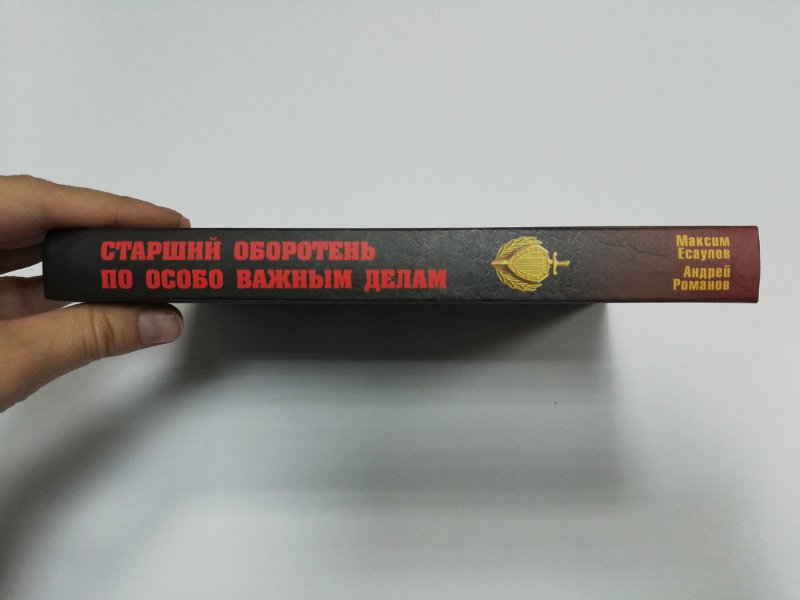 СТАРШИЙ ОБОРОТЕНЬ
ПО ОСОБО ВАЖНЫМ ДЕЛАМ
Максим
Есаулов
Андрей
Романов